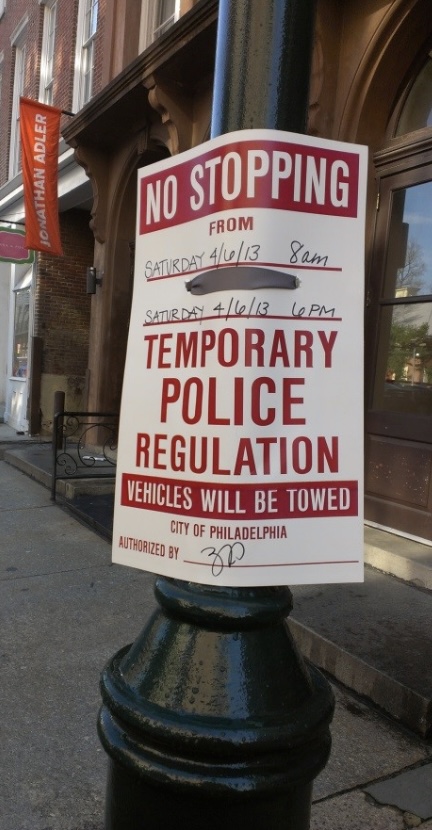 JONATHAN ADLER
NO STOPPING
FROM
SATURDAY 4/6/13 8am
SATURDAY 4/6/13 6PM
TEMPORARY
POLICE
REGULATION
VEHICLES WILL BE TOWED
CITY OF PHILADELPHIA
AUTHORIZED BY